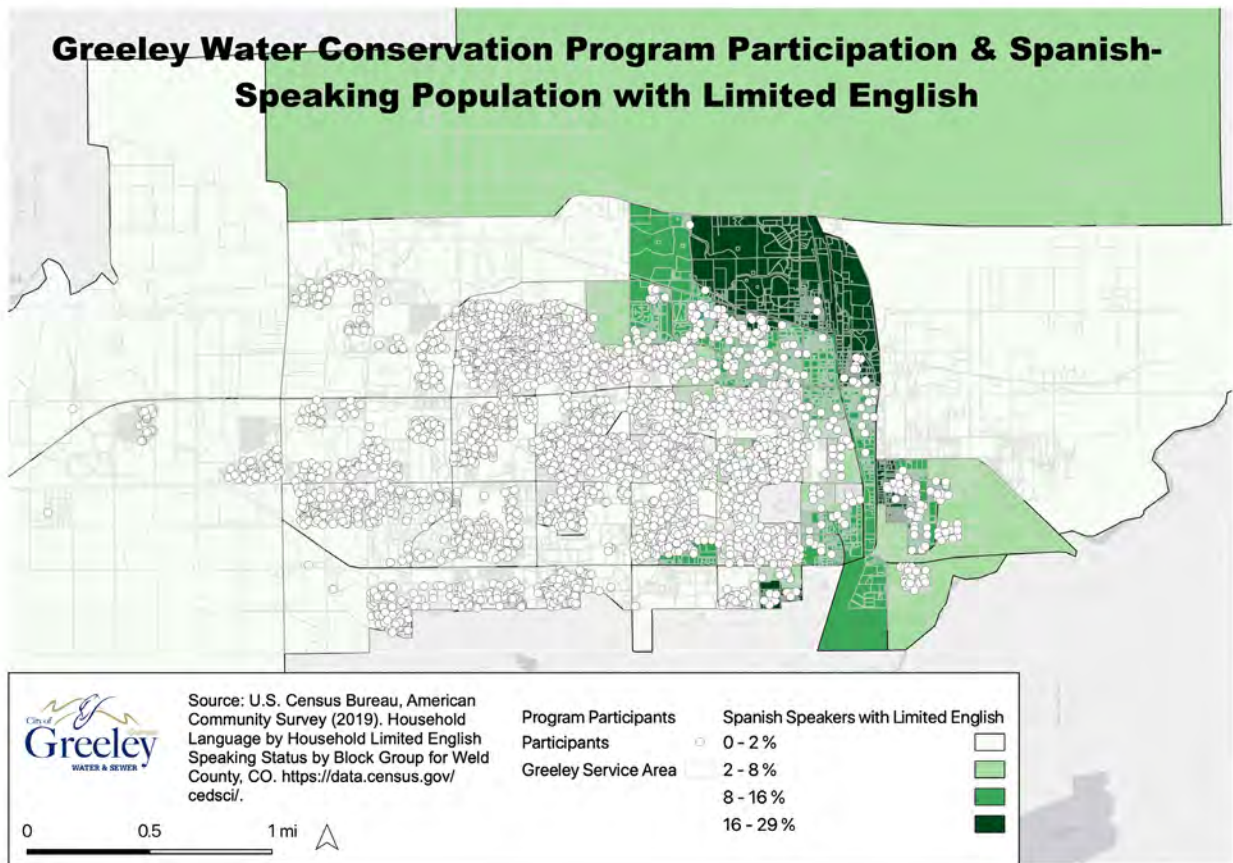 Greeley Water Conservation Program Participation & Spanish-
Speaking Population with Limited English
City of
Greeley
WATER & SEWER
Source: U.S. Census Bureau, American
Community Survey (2019). Household
Language by Household Limited English
Speaking Status by Block Group for Weld
County, CO. https://data.census.gov/
cedsci/.
0 0.5 1 mi
Program Participants
Participants
Greeley Service Area
Spanish Speakers with Limited English
0 - 2 %
2 - 8 %
8 - 16 %
16 - 29 %